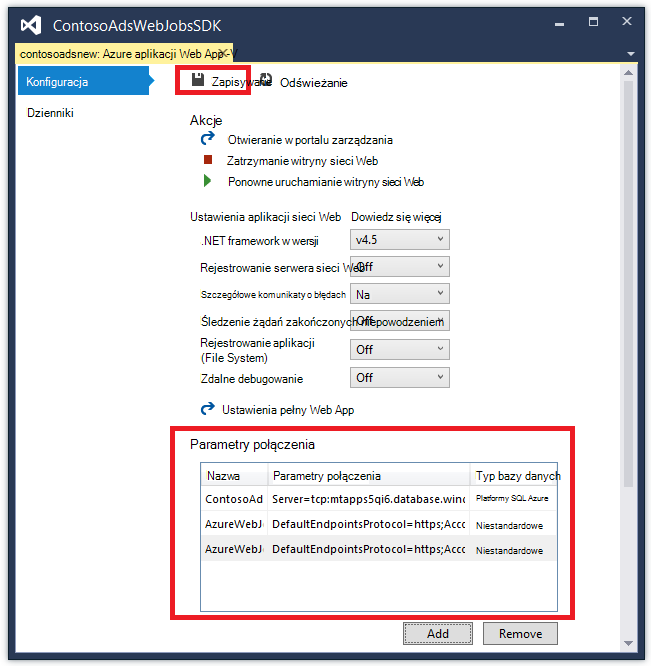 ContosoAdsWebJobsSDK
contosoadsnew: Azure aplikacji Web App-V
Konfiguracja
Zapisywanie
Odświeżanie
Dzienniki
Akcje
Otwieranie w portalu zarządzania
Zatrzymanie witryny sieci Web
Ponowne uruchamianie witryny sieci Web
Ustawienia aplikacji sieci Web Dowiedz się więcej
.NET framework w wersji v4.5
Rejestrowanie serwera sieci Web Off
Szczegółowe komunikaty o błędach Na
Śledzenie żądań zakończonych niepowodzeniem Off
Rejestrowanie aplikacji
(File System) Off
Zdalne debugowanie Off
Ustawienia pełny Web App
Parametry połączenia
Nazwa Parametry połączenia Typ bazy danych
ContosoAd Server=tcp:mtapps5qi6.database.wind Platformy SQL Azure
AzureWebJ DefaultEndpointsProtocol=https;Acco Niestandardowe
AzureWebJ DefaultEndpointsProtocol=https;Acco Niestandardowe
Add Remove